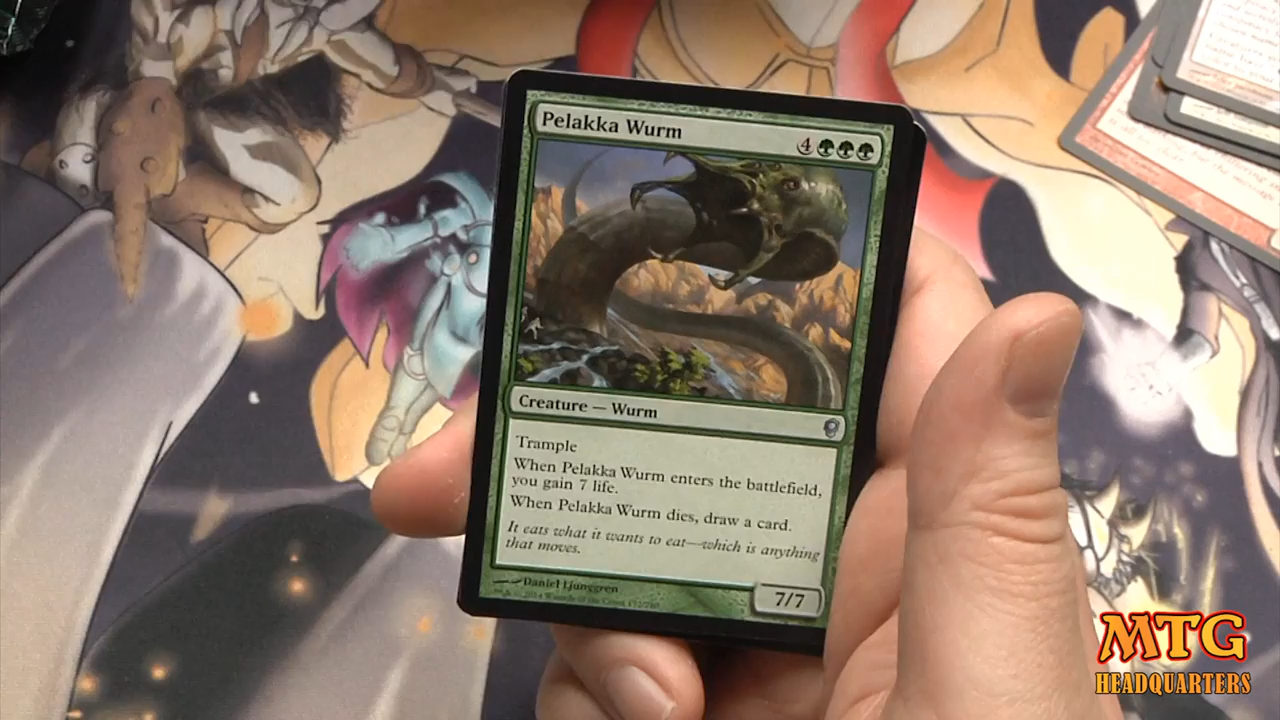 Pelakka Wurm
4
Creature — Wurm
Trample
When Pelakka Wurm enters the battlefield,
you gain 7 life.
When Pelakka Wurm dies, draw a card.
It eats what it wants to eat—which is anything
that moves.
Daniel Ljunggren
7/7
MTG
HEADQUARTERS